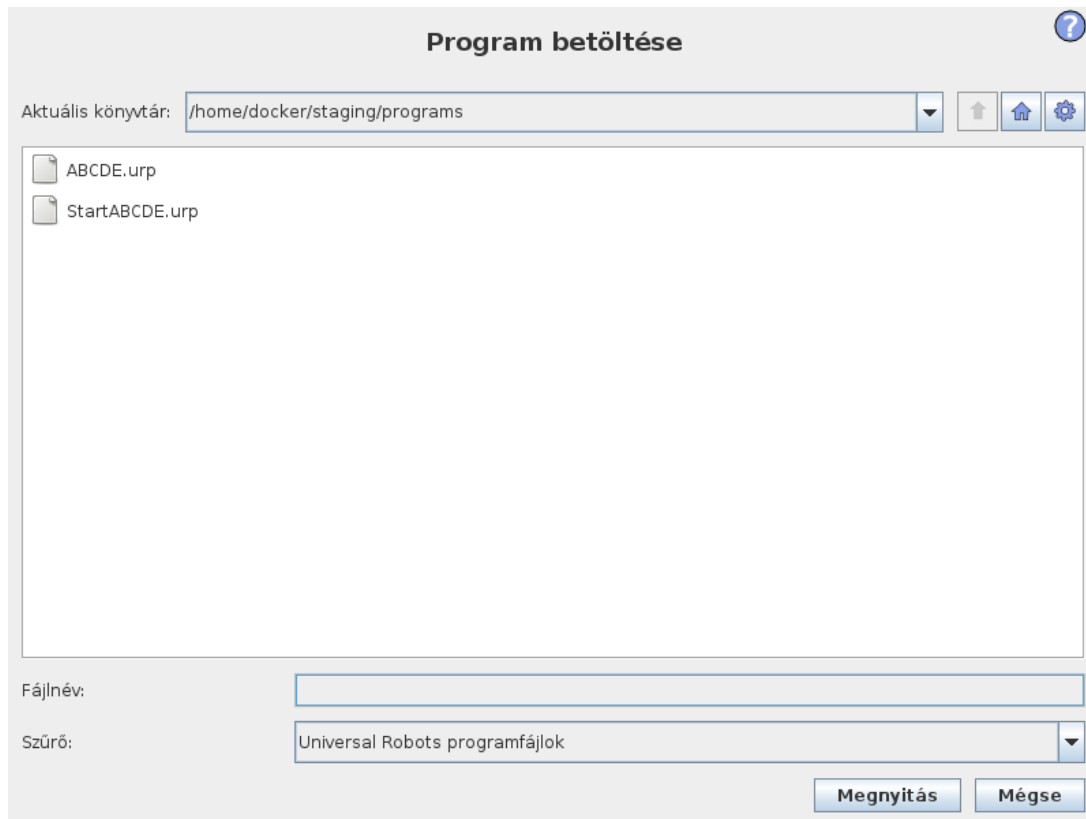 Program betöltése
?
Aktuális könyvtár: /home/docker/staging/programs
ABCDE.urp
StartABCDE.urp
Fájlnév:
Szűrő: Universal Robots programfájlok
Megnyitás Mégse